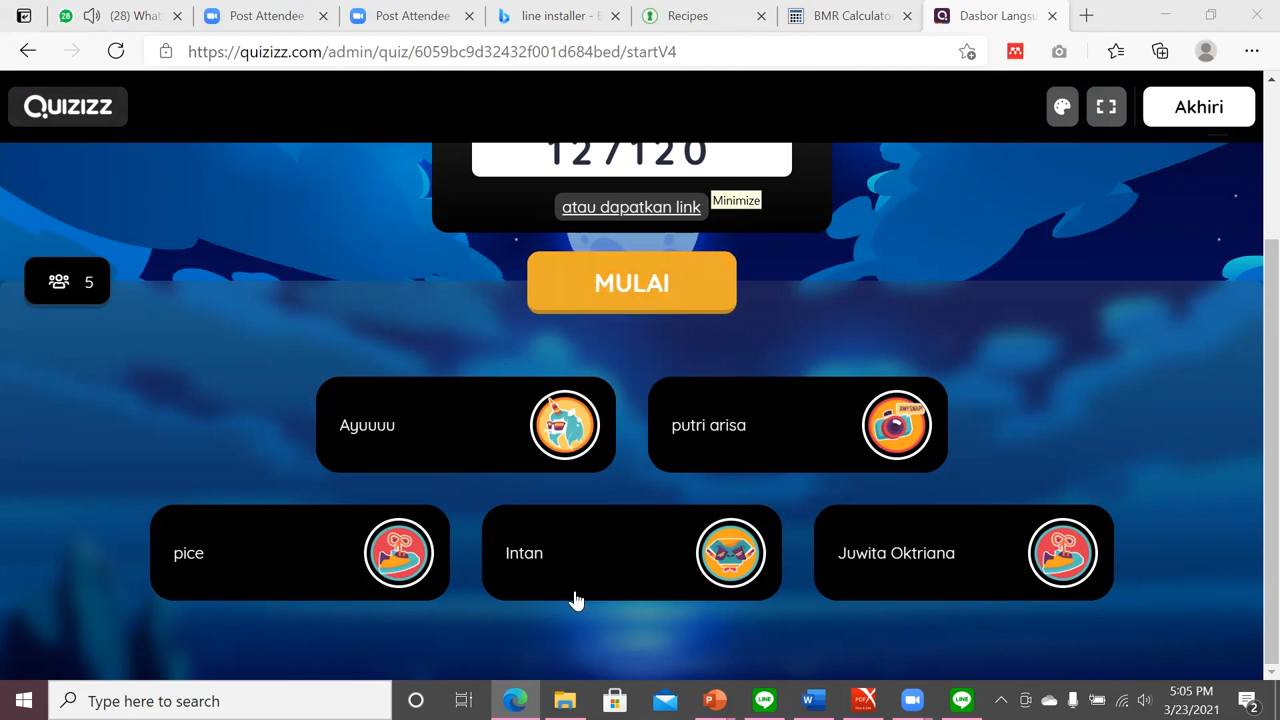 (28) What
Post Attendee
Post Attendee
line installer - B
Recipes
BMR Calculato
Dasbor Langsu
https://quizizz.com/admin/quiz/6059bc9d32432f001d684bed/startV4
QUIZIZZ
Akhiri
127120
atau dapatkan link
Minimize
5
MULAI
Ayuuuu
putri arisa
AWYSNAP!
pice
Intan
Juwita Oktriana
Type here to search
5:05 PM
3/23/2021
2